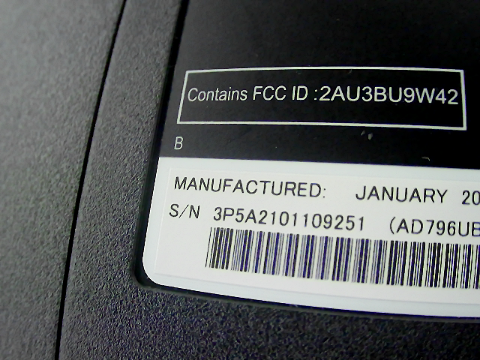 Contains FCC ID :2AU3BU9W42
B
MANUFACTURED: JANUARY 20
S/N 3P5A2101109251 (AD796UB